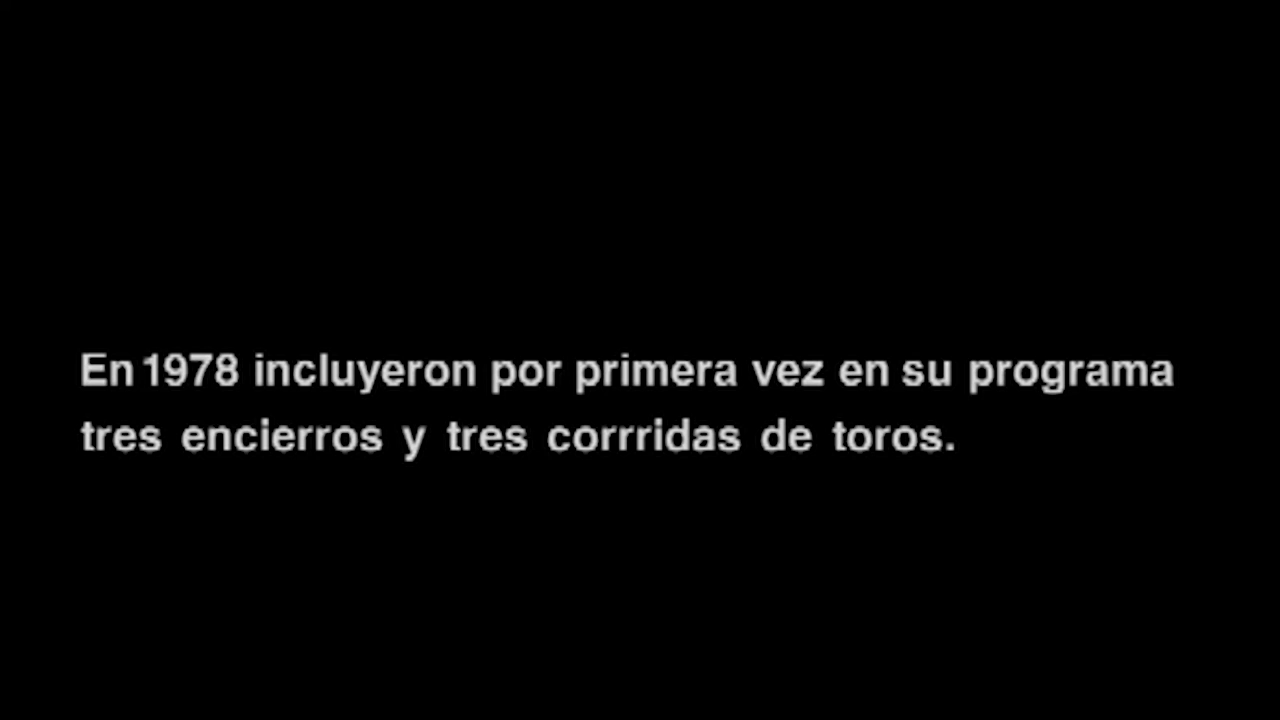 En 1978 incluyeron por primera vez en su programa
tres encierros y tres corrridas de toros.